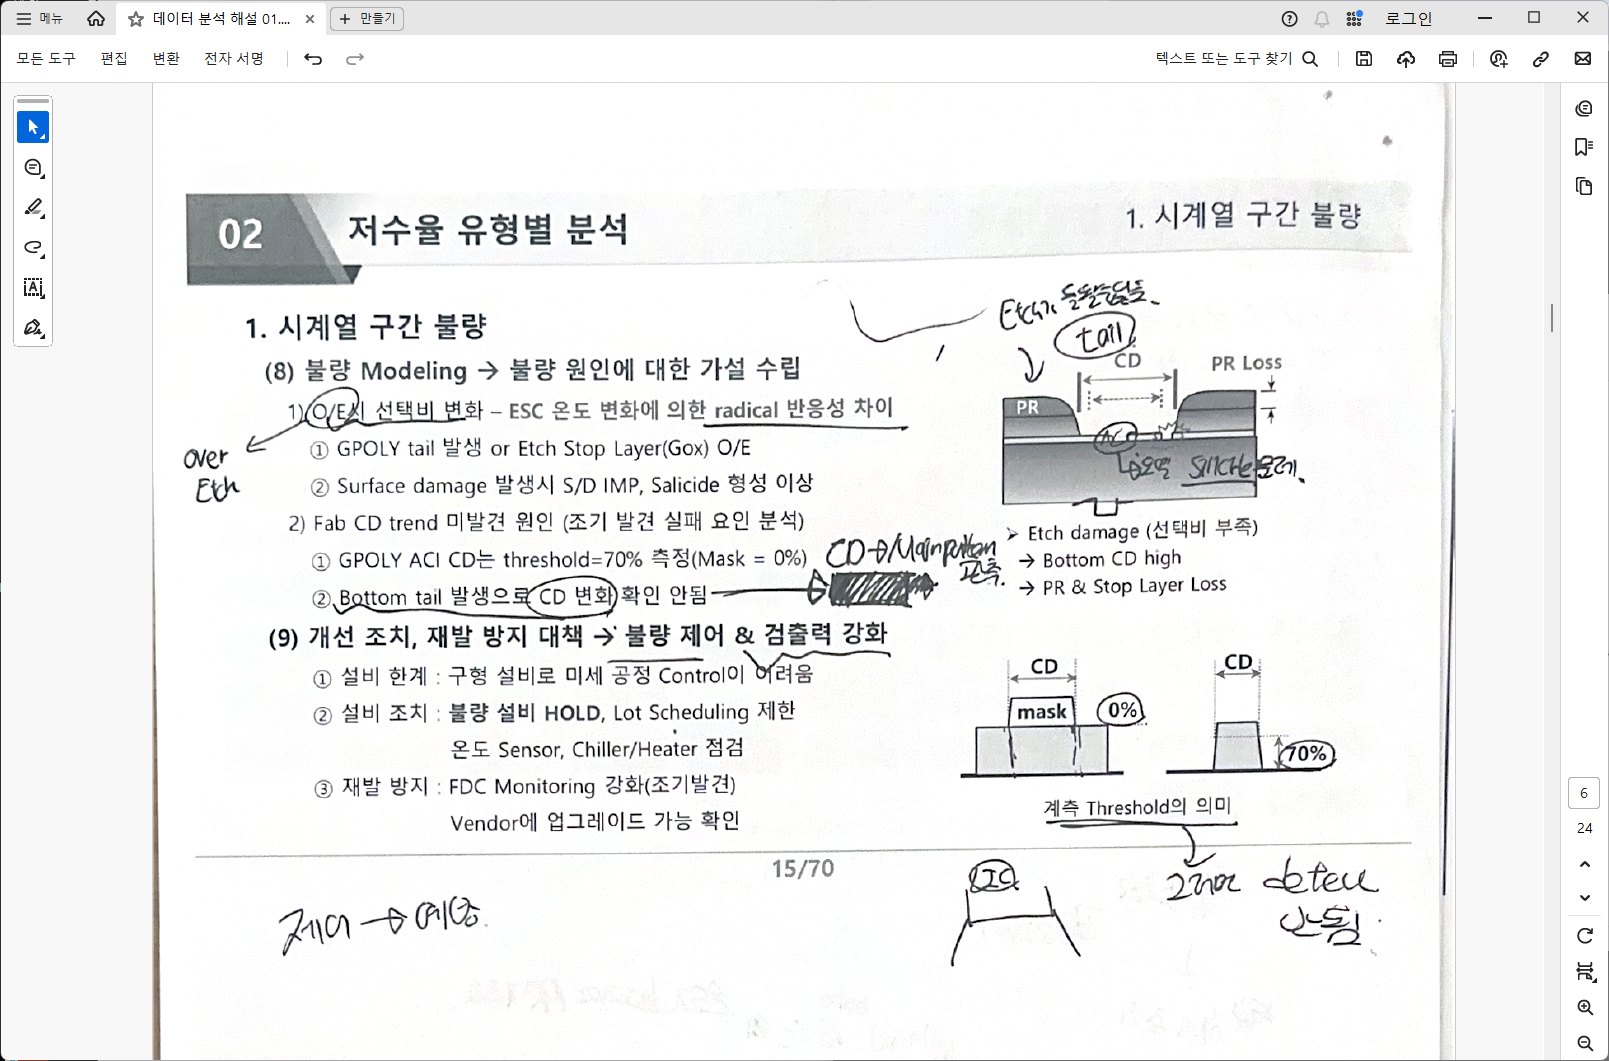 메뉴
데이터 분석 해설 01....
만들기
로그인
모든 도구
편집
변환
전자 서명
텍스트 또는 도구 찾기
02
저수율 유형별 분석
1. 시계열 구간 불량
1. 시계열 구간 불량
(8) 불량 Modeling → 불량 원인에 대한 가설 수립
1) O/E시 선택비 변화 – ESC 온도 변화에 의한 radical 반응성 차이
① GPOLY tail 발생 or Etch Stop Layer(Gox) O/E
② Surface damage 발생시 S/D IMP, Salicide 형성 이상
over
Etch
2) Fab CD trend 미발견 원인 (조기 발견 실패 요인 분석)
① GPOLY ACI CD는 threshold=70% 측정(Mask = 0%)
② Bottom tail 발생으로 CD 변화 확인 안됨
CD → Main pattern
관측.
(9) 개선 조치, 재발 방지 대책 → 불량 제어 & 검출력 강화
① 설비 한계 : 구형 설비로 미세 공정 Control이 어려움
② 설비 조치 : 불량 설비 HOLD, Lot Scheduling 제한
온도 Sensor, Chiller/Heater 점검
③ 재발 방지 : FDC Monitoring 강화(조기발견)
Vendor에 업그레이드 가능 확인
Etch가
tail
CD
PR Loss
PR
➢ Etch damage (선택비 부족)
→ Bottom CD high
→ PR & Stop Layer Loss
CD
mask
0%
CD
70%
계측 Threshold의 의미
15/70
제어 → 예방.
detect
안됨.
6
24